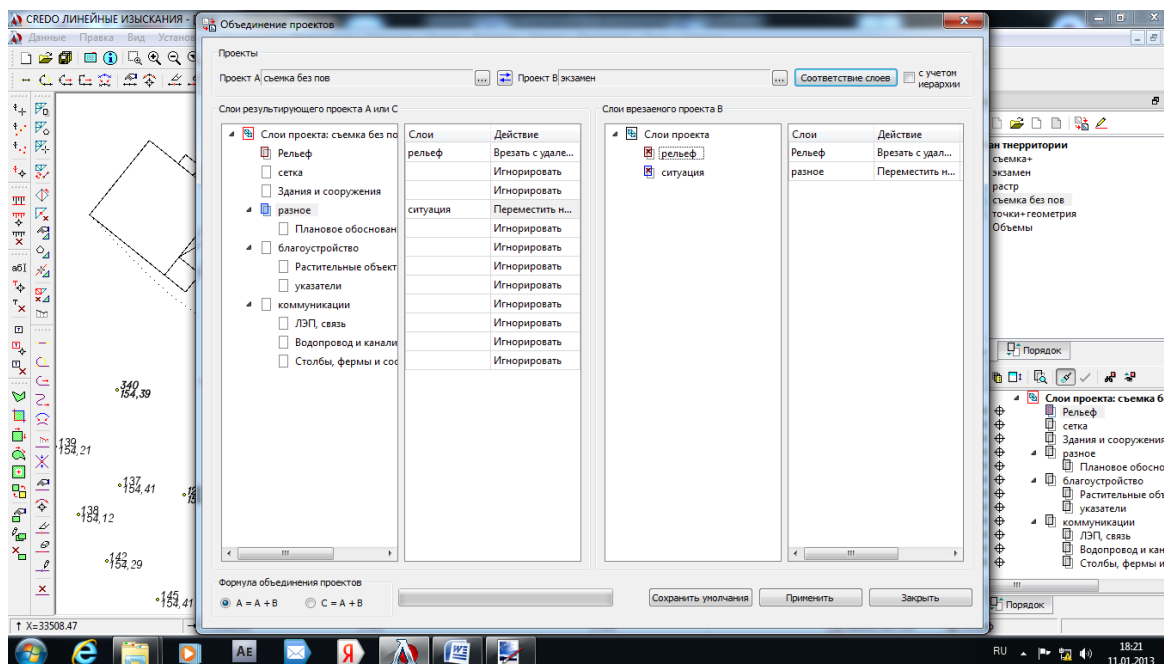 CREDO ЛИНЕЙНЫЕ ИЗЫСКАНИЯ - [
Объединение проектов
Данные Правка Вид Установ
Проекты
Проект A съемка без пов ... Проект B экзамен ... Соответствие слоев с учетом иерархии
Слои результирующего проекта A или C
Слои врезаемого проекта B
Слои проекта: съемка без по Слои Действие
Рельеф рельеф Врезать с удале...
сетка Игнорировать
Здания и сооружения Игнорировать
разное ситуация Переместить н...
Плановое обоснован Игнорировать
благоустройство Игнорировать
Растительные объект Игнорировать
указатели Игнорировать
коммуникации Игнорировать
ЛЭП, связь Игнорировать
Водопровод и канали Игнорировать
Столбы, фермы и соо Игнорировать
Слои проекта Слои Действие
рельеф Рельеф Врезать с удал...
ситуация разное Переместить н...
Формула объединения проектов
A = A + B C = A + B
Сохранить умолчания Применить Закрыть
ан тнерритории
съемка+
экзамен
растр
съемка без пов
точки+геометрия
Объемы
Порядок
Слои проекта: съемка б
Рельеф
сетка
Здания и сооружения
разное
Плановое обосно
благоустройство
Растительные объ
указатели
коммуникации
ЛЭП, связь
Водопровод и кан
Столбы, фермы и
Порядок
340
154,39
139
154,21
137
154,41
138
154,12
142
154,29
145
154,41
абI
X=33508.47
AE
Я
RU
18:21
11.01.2013